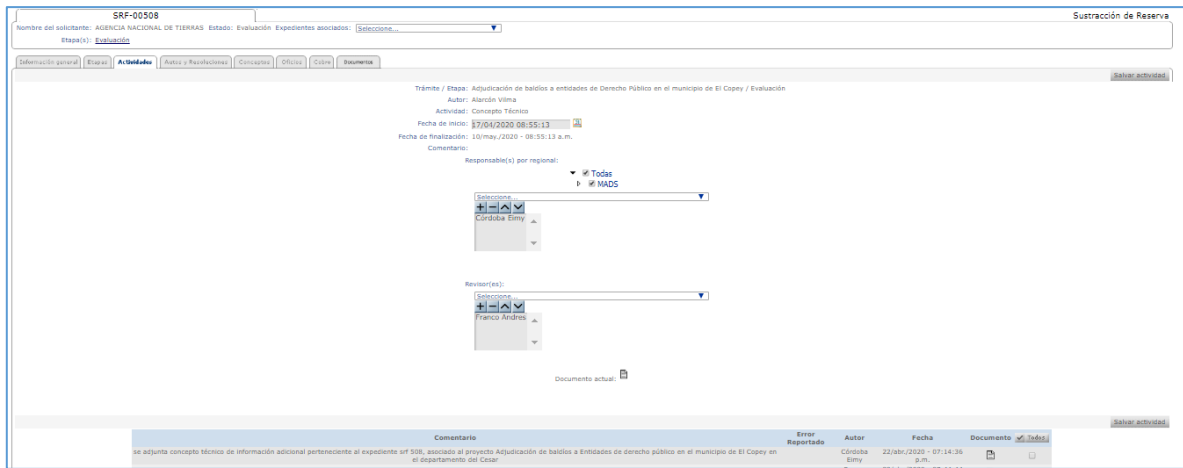 SRF-00508
Sustracción de Reserva
Nombre del solicitante: AGENCIA NACIONAL DE TIERRAS Estado: Evaluación Expedientes asociados: Seleccione...
Etapa(s): Evaluación
Información general Etapas Actividades Autos y Resoluciones Conceptos Oficios Cobro Documentos
Salvar actividad
Trámite / Etapa: Adjudicación de baldíos a entidades de Derecho Público en el municipio de El Copey / Evaluación
Autor: Alarcón Vilma
Actividad: Concepto Técnico
Fecha de inicio: 17/04/2020 08:55:13
Fecha de finalización: 10/may./2020 - 08:55:13 a.m.
Comentario:
Responsable(s) por regional:
Todas
MADS
Seleccione...
Córdoba Eimy
Revisor(es):
Seleccione...
Franco Andres
Documento actual:
Salvar actividad
Comentario Error Reportado Autor Fecha Documento Todos
se adjunta concepto técnico de información adicional perteneciente al expediente srf 508, asociado al proyecto Adjudicación de baldíos a Entidades de derecho público en el municipio de El Copey en
el departamento del Cesar
Córdoba Eimy
22/abr./2020 - 07:14:36 p.m.